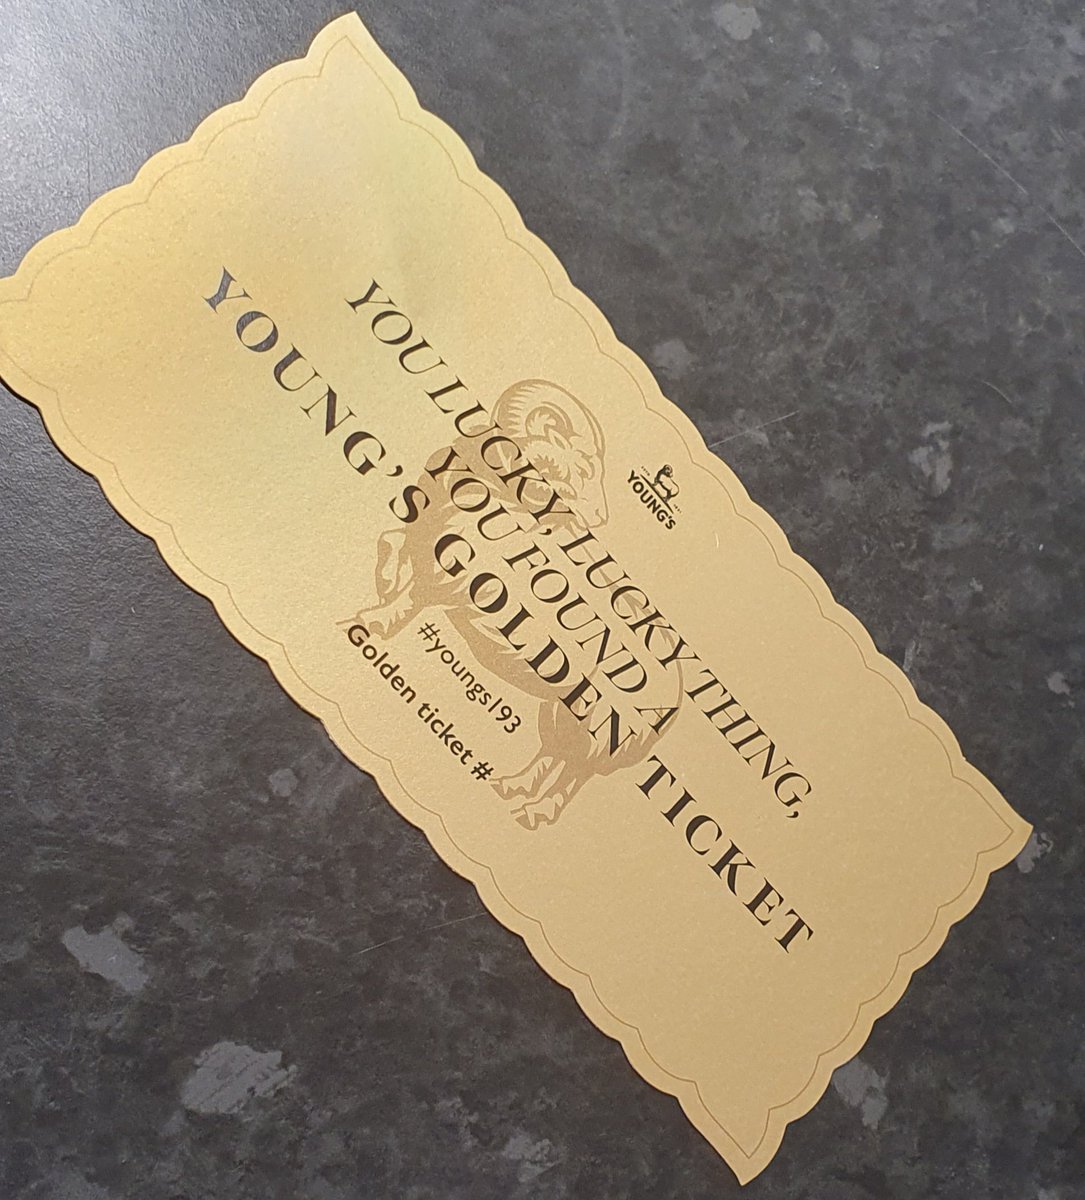 YOUNG'S
YOU LUCKY, LUCKY THING,
YOU FOUND A
YOUNG'S GOLDEN TICKET
#youngs193
Golden ticket #